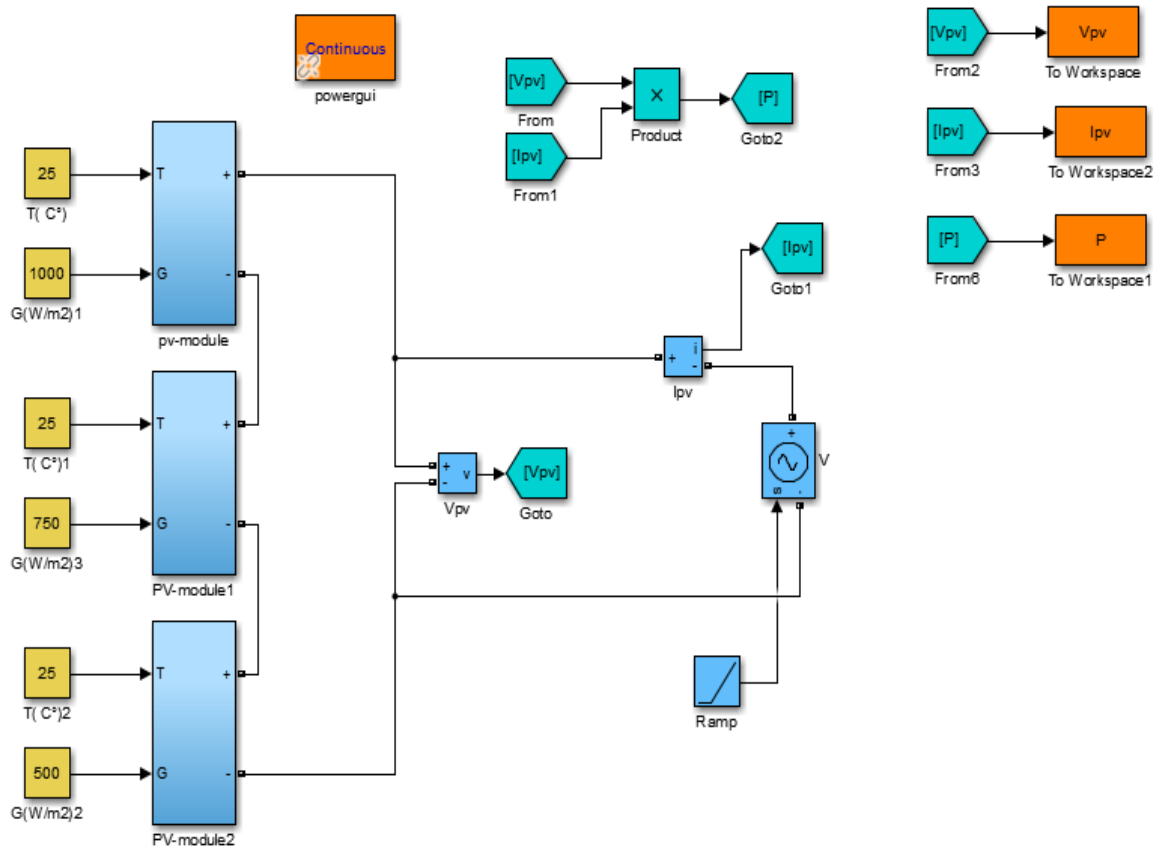 Continuous
powergui
[Vpv]
From
[Ipv]
From1
×
Product
[P]
Goto2
[Vpv]
From2
Vpv
To Workspace
[Ipv]
From3
Ipv
To Workspace2
[P]
From6
P
To Workspace1
25
T( C°)
1000
G(W/m2)1
T
G
+
-
pv-module
25
T( C°)1
750
G(W/m2)3
T
G
+
-
PV-module1
25
T( C°)2
500
G(W/m2)2
T
G
+
-
PV-module2
[Ipv]
Goto1
+
i
-
Ipv
+
-
v
Vpv
[Vpv]
Goto
+
s
-
V
Ramp